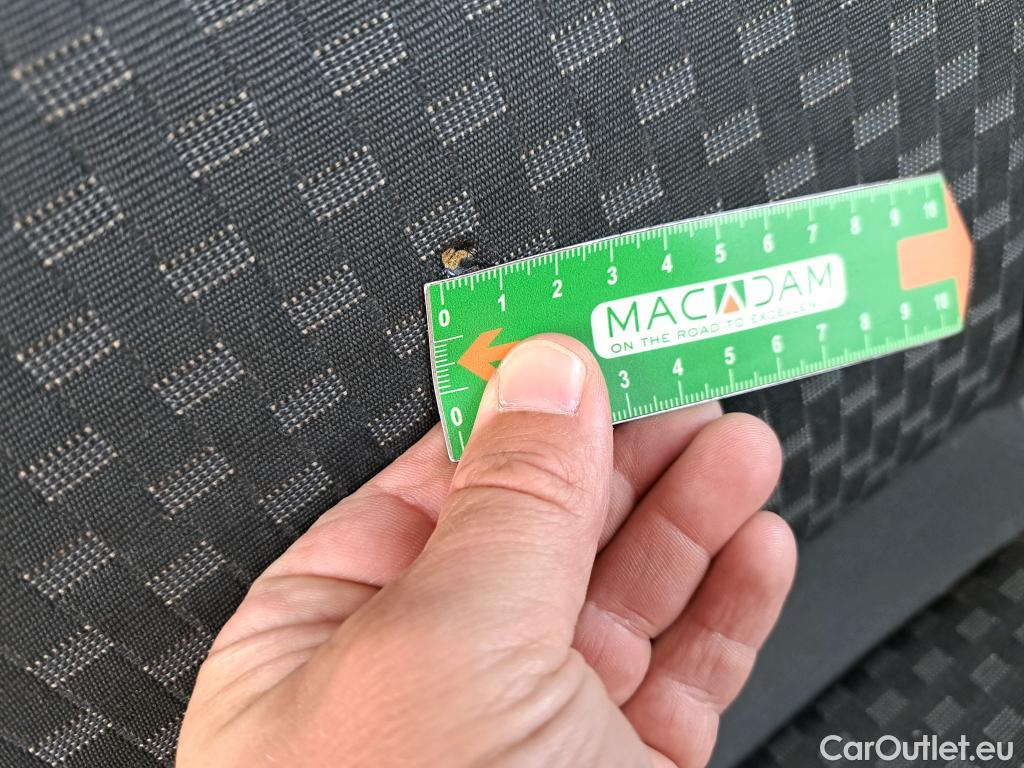 0 1 2 3 4 5 6 7 8 9 10
MACADAM
ON THE ROAD TO EXCELLENCE
0 3 4 5 6 7 8 9 10
CarOutlet.eu